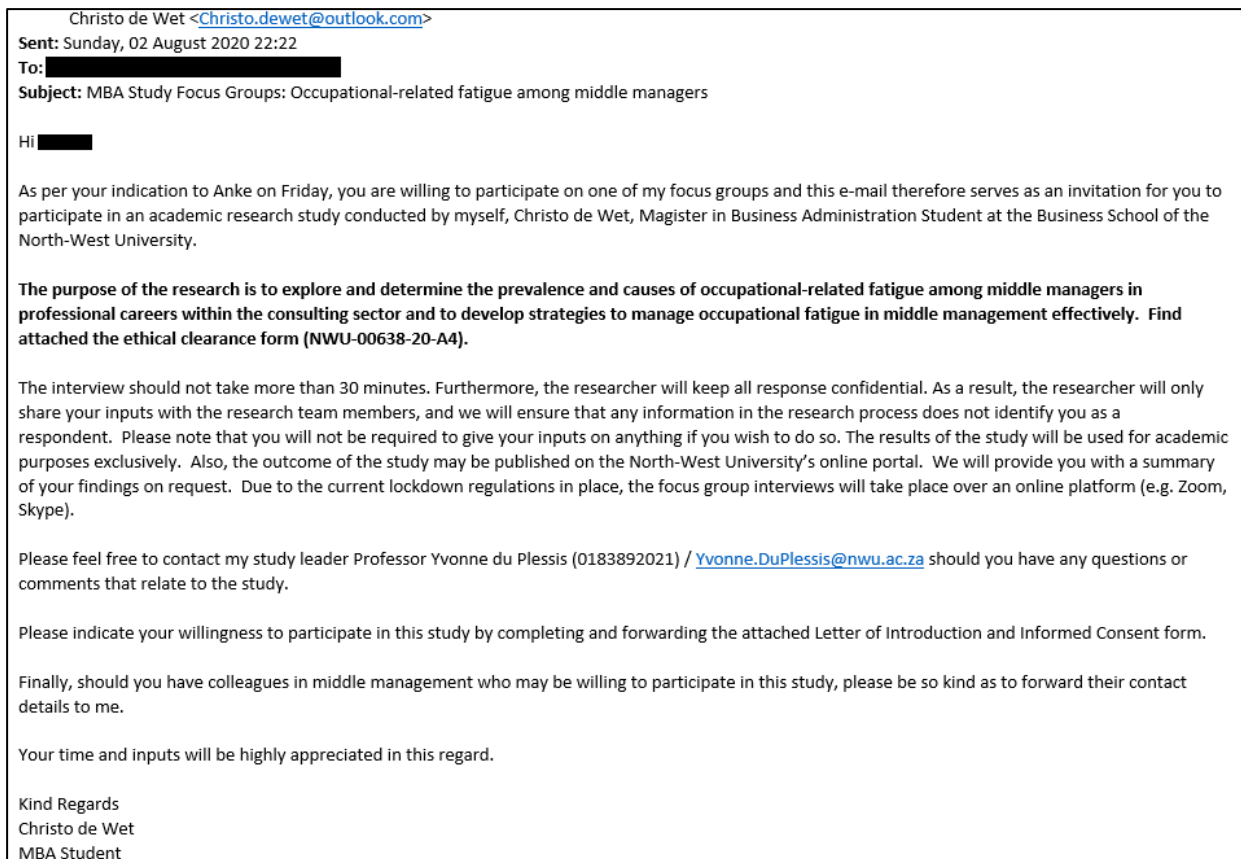 Christo de Wet <Christo.dewet@outlook.com>
Sent: Sunday, 02 August 2020 22:22
To:
Subject: MBA Study Focus Groups: Occupational-related fatigue among middle managers
Hi
As per your indication to Anke on Friday, you are willing to participate on one of my focus groups and this e-mail therefore serves as an invitation for you to
participate in an academic research study conducted by myself, Christo de Wet, Magister in Business Administration Student at the Business School of the
North-West University.
The purpose of the research is to explore and determine the prevalence and causes of occupational-related fatigue among middle managers in
professional careers within the consulting sector and to develop strategies to manage occupational fatigue in middle management effectively.  Find
attached the ethical clearance form (NWU-00638-20-A4).
The interview should not take more than 30 minutes. Furthermore, the researcher will keep all response confidential. As a result, the researcher will only
share your inputs with the research team members, and we will ensure that any information in the research process does not identify you as a
respondent.  Please note that you will not be required to give your inputs on anything if you wish to do so. The results of the study will be used for academic
purposes exclusively.  Also, the outcome of the study may be published on the North-West University's online portal.  We will provide you with a summary
of your findings on request.  Due to the current lockdown regulations in place, the focus group interviews will take place over an online platform (e.g. Zoom,
Skype).
Please feel free to contact my study leader Professor Yvonne du Plessis (0183892021) / Yvonne.DuPlessis@nwu.ac.za should you have any questions or
comments that relate to the study.
Please indicate your willingness to participate in this study by completing and forwarding the attached Letter of Introduction and Informed Consent form.
Finally, should you have colleagues in middle management who may be willing to participate in this study, please be so kind as to forward their contact
details to me.
Your time and inputs will be highly appreciated in this regard.
Kind Regards
Christo de Wet
MBA Student